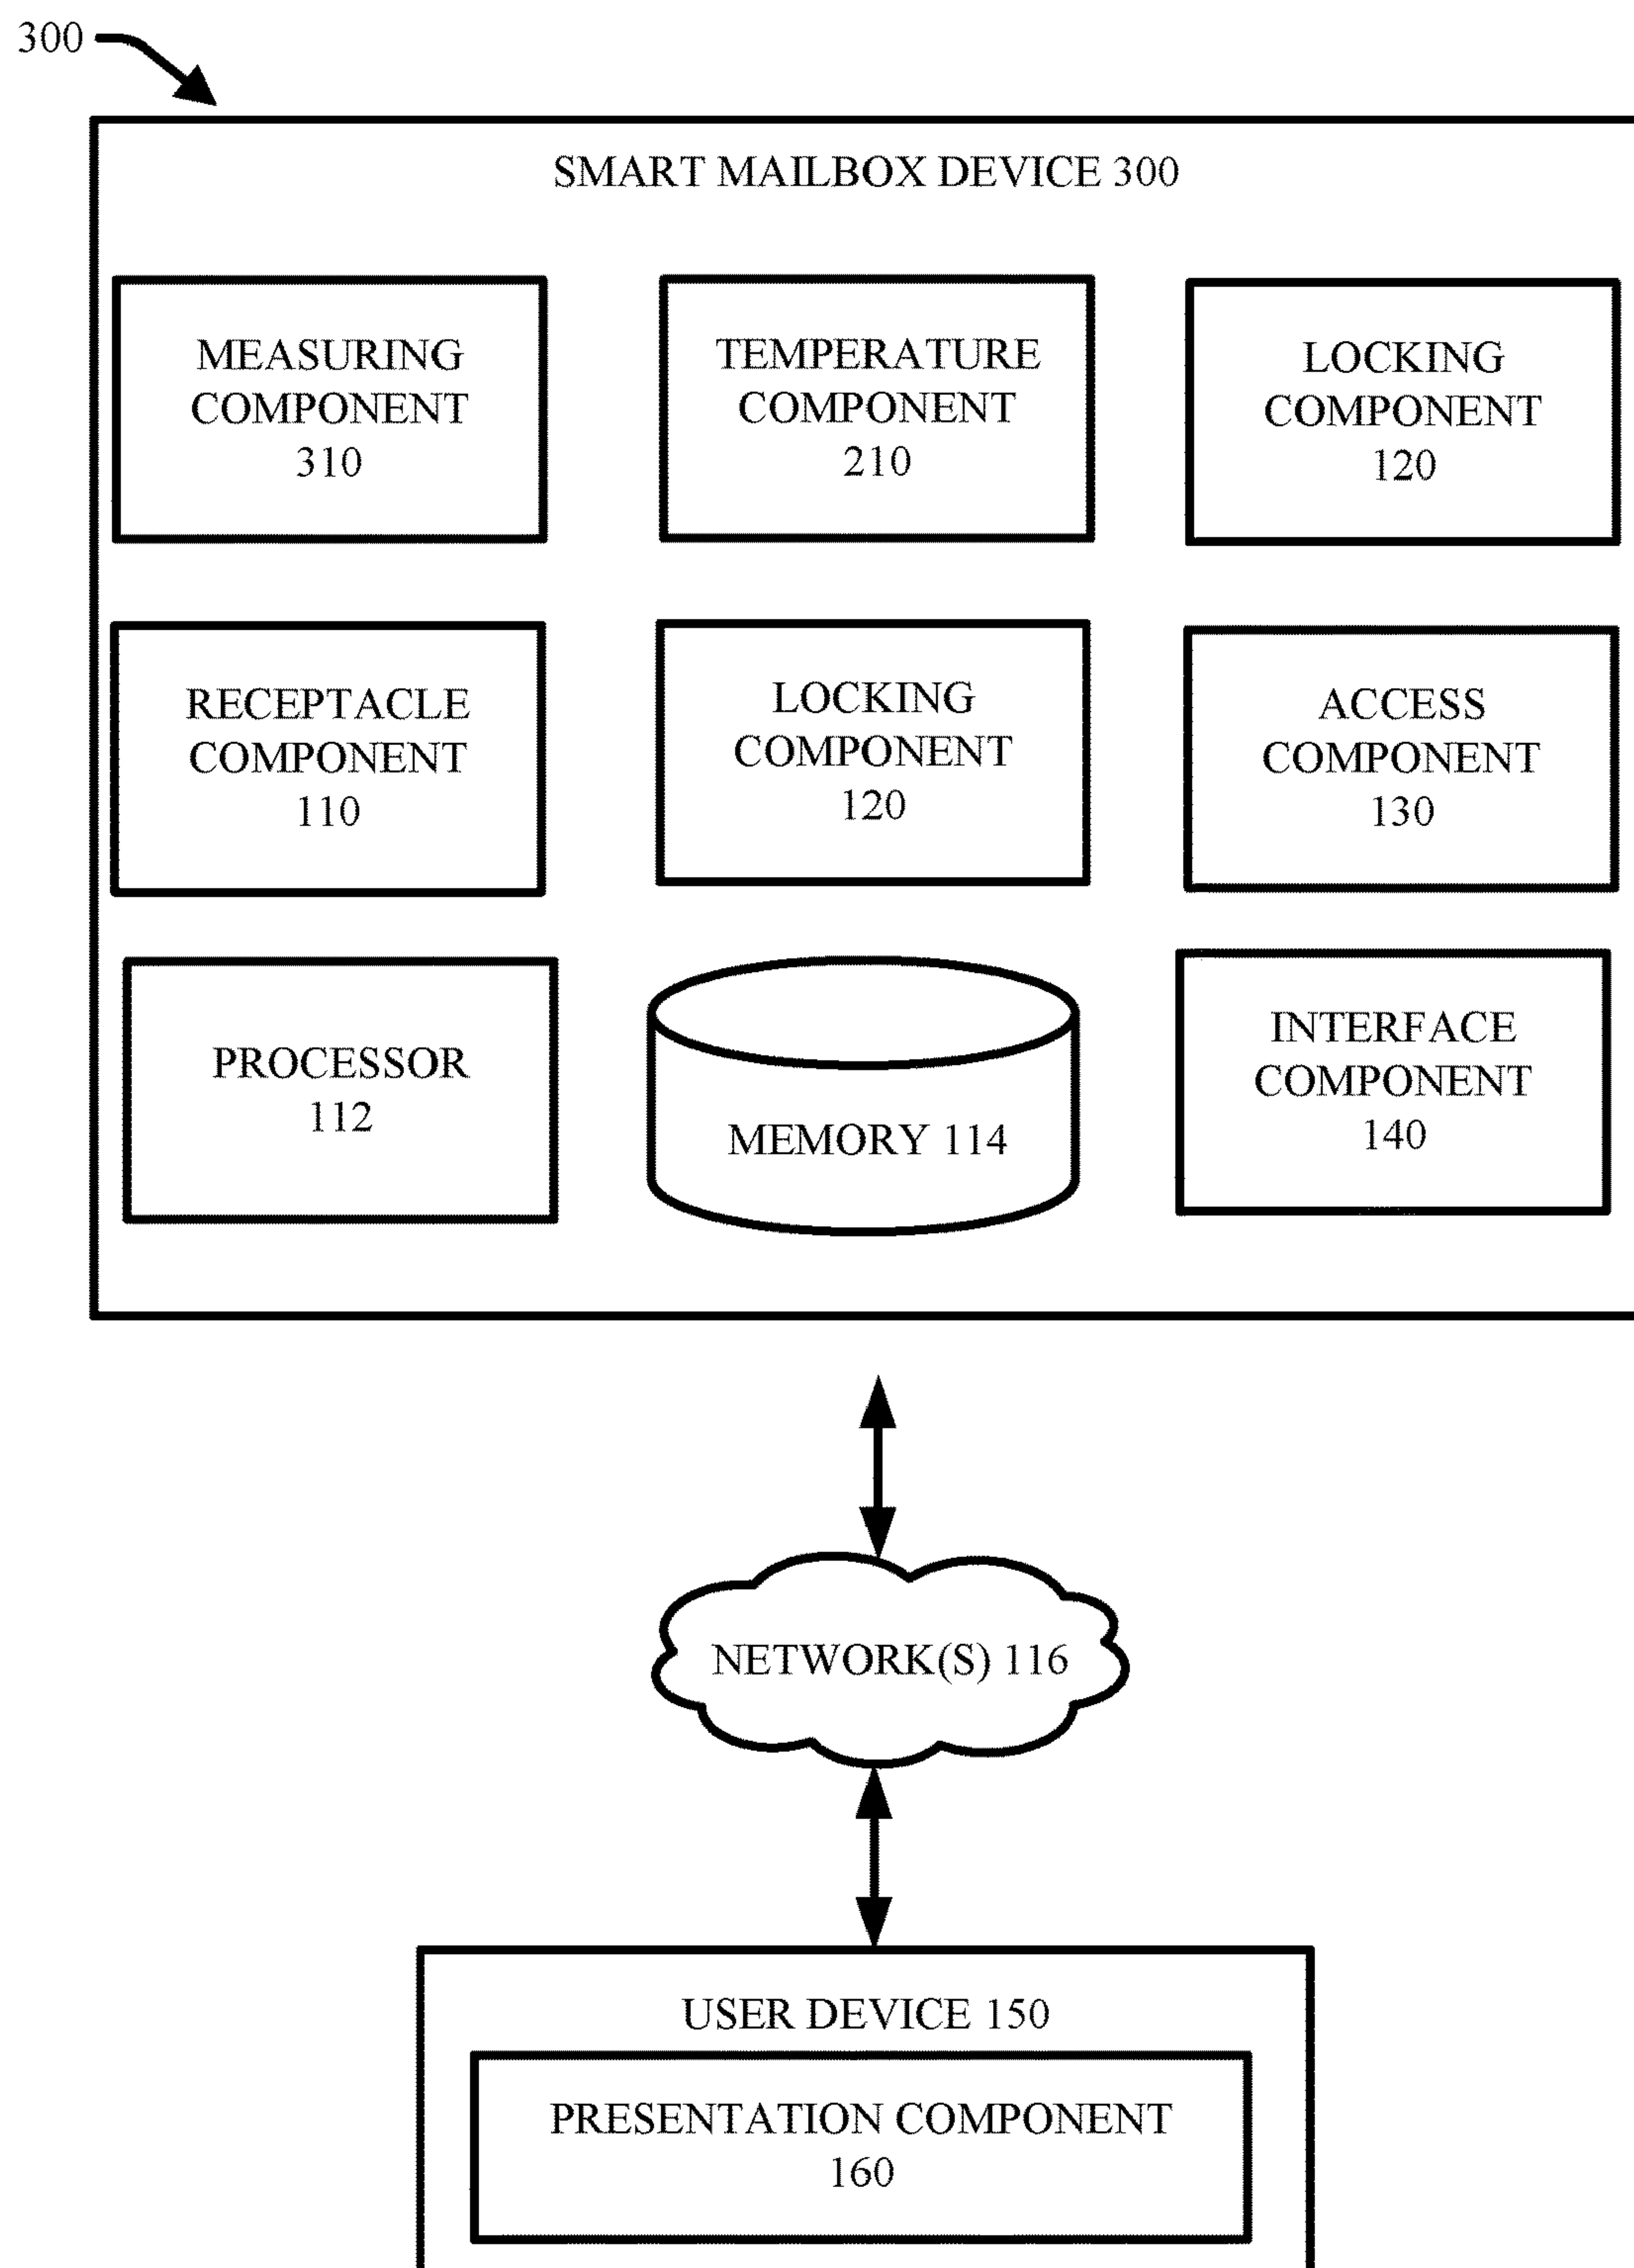 300
SMART MAILBOX DEVICE 300
MEASURING
COMPONENT
310
TEMPERATURE
COMPONENT
210
LOCKING
COMPONENT
120
RECEPTACLE
COMPONENT
110
LOCKING
COMPONENT
120
ACCESS
COMPONENT
130
PROCESSOR
112
MEMORY 114
INTERFACE
COMPONENT
140
NETWORK(S) 116
USER DEVICE 150
PRESENTATION COMPONENT
160